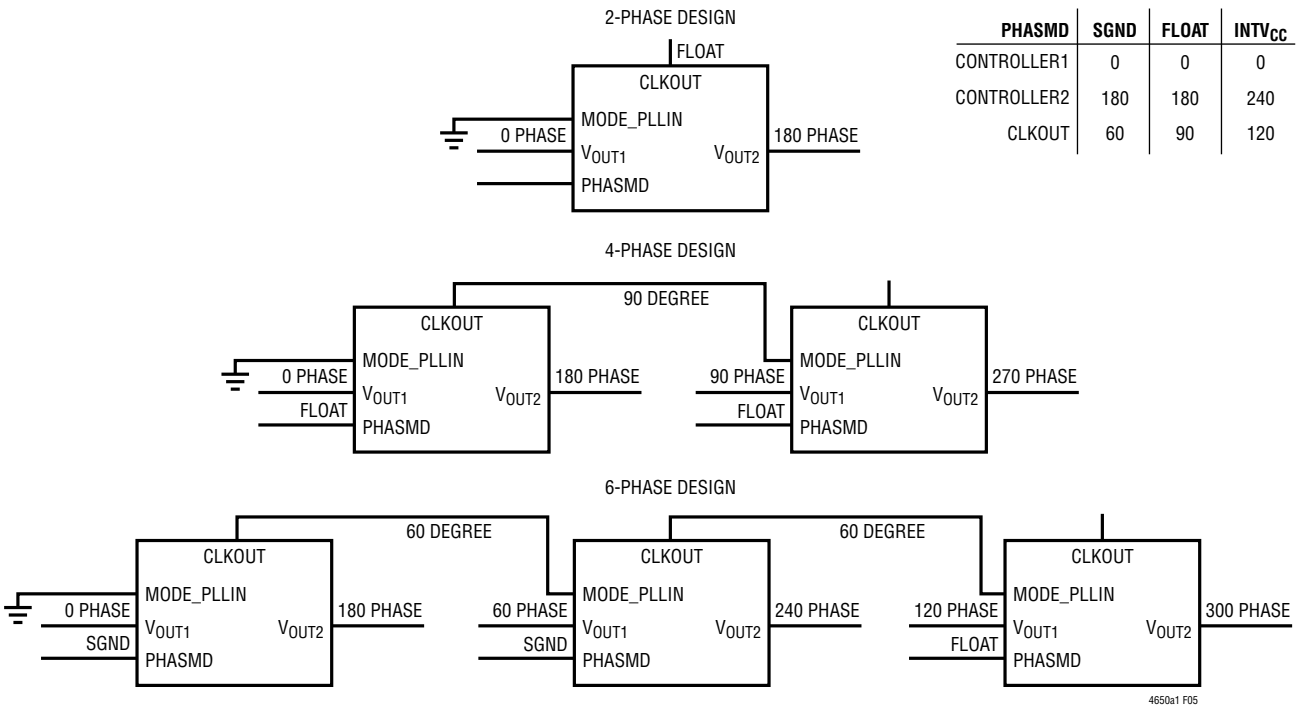 2-PHASE DESIGN
FLOAT
CLKOUT
MODE_PLLIN
0 PHASE
180 PHASE
VOUT1
VOUT2
PHASMD
PHASMD SGND FLOAT INTVCC
CONTROLLER1 0 0 0
CONTROLLER2 180 180 240
CLKOUT 60 90 120
4-PHASE DESIGN
90 DEGREE
CLKOUT
MODE_PLLIN
0 PHASE
180 PHASE
VOUT1
VOUT2
FLOAT
PHASMD
CLKOUT
MODE_PLLIN
90 PHASE
270 PHASE
VOUT1
VOUT2
FLOAT
PHASMD
6-PHASE DESIGN
60 DEGREE
60 DEGREE
CLKOUT
MODE_PLLIN
0 PHASE
180 PHASE
VOUT1
VOUT2
SGND
PHASMD
CLKOUT
MODE_PLLIN
60 PHASE
240 PHASE
VOUT1
VOUT2
SGND
PHASMD
CLKOUT
MODE_PLLIN
120 PHASE
300 PHASE
VOUT1
VOUT2
FLOAT
PHASMD
4650a1 F05